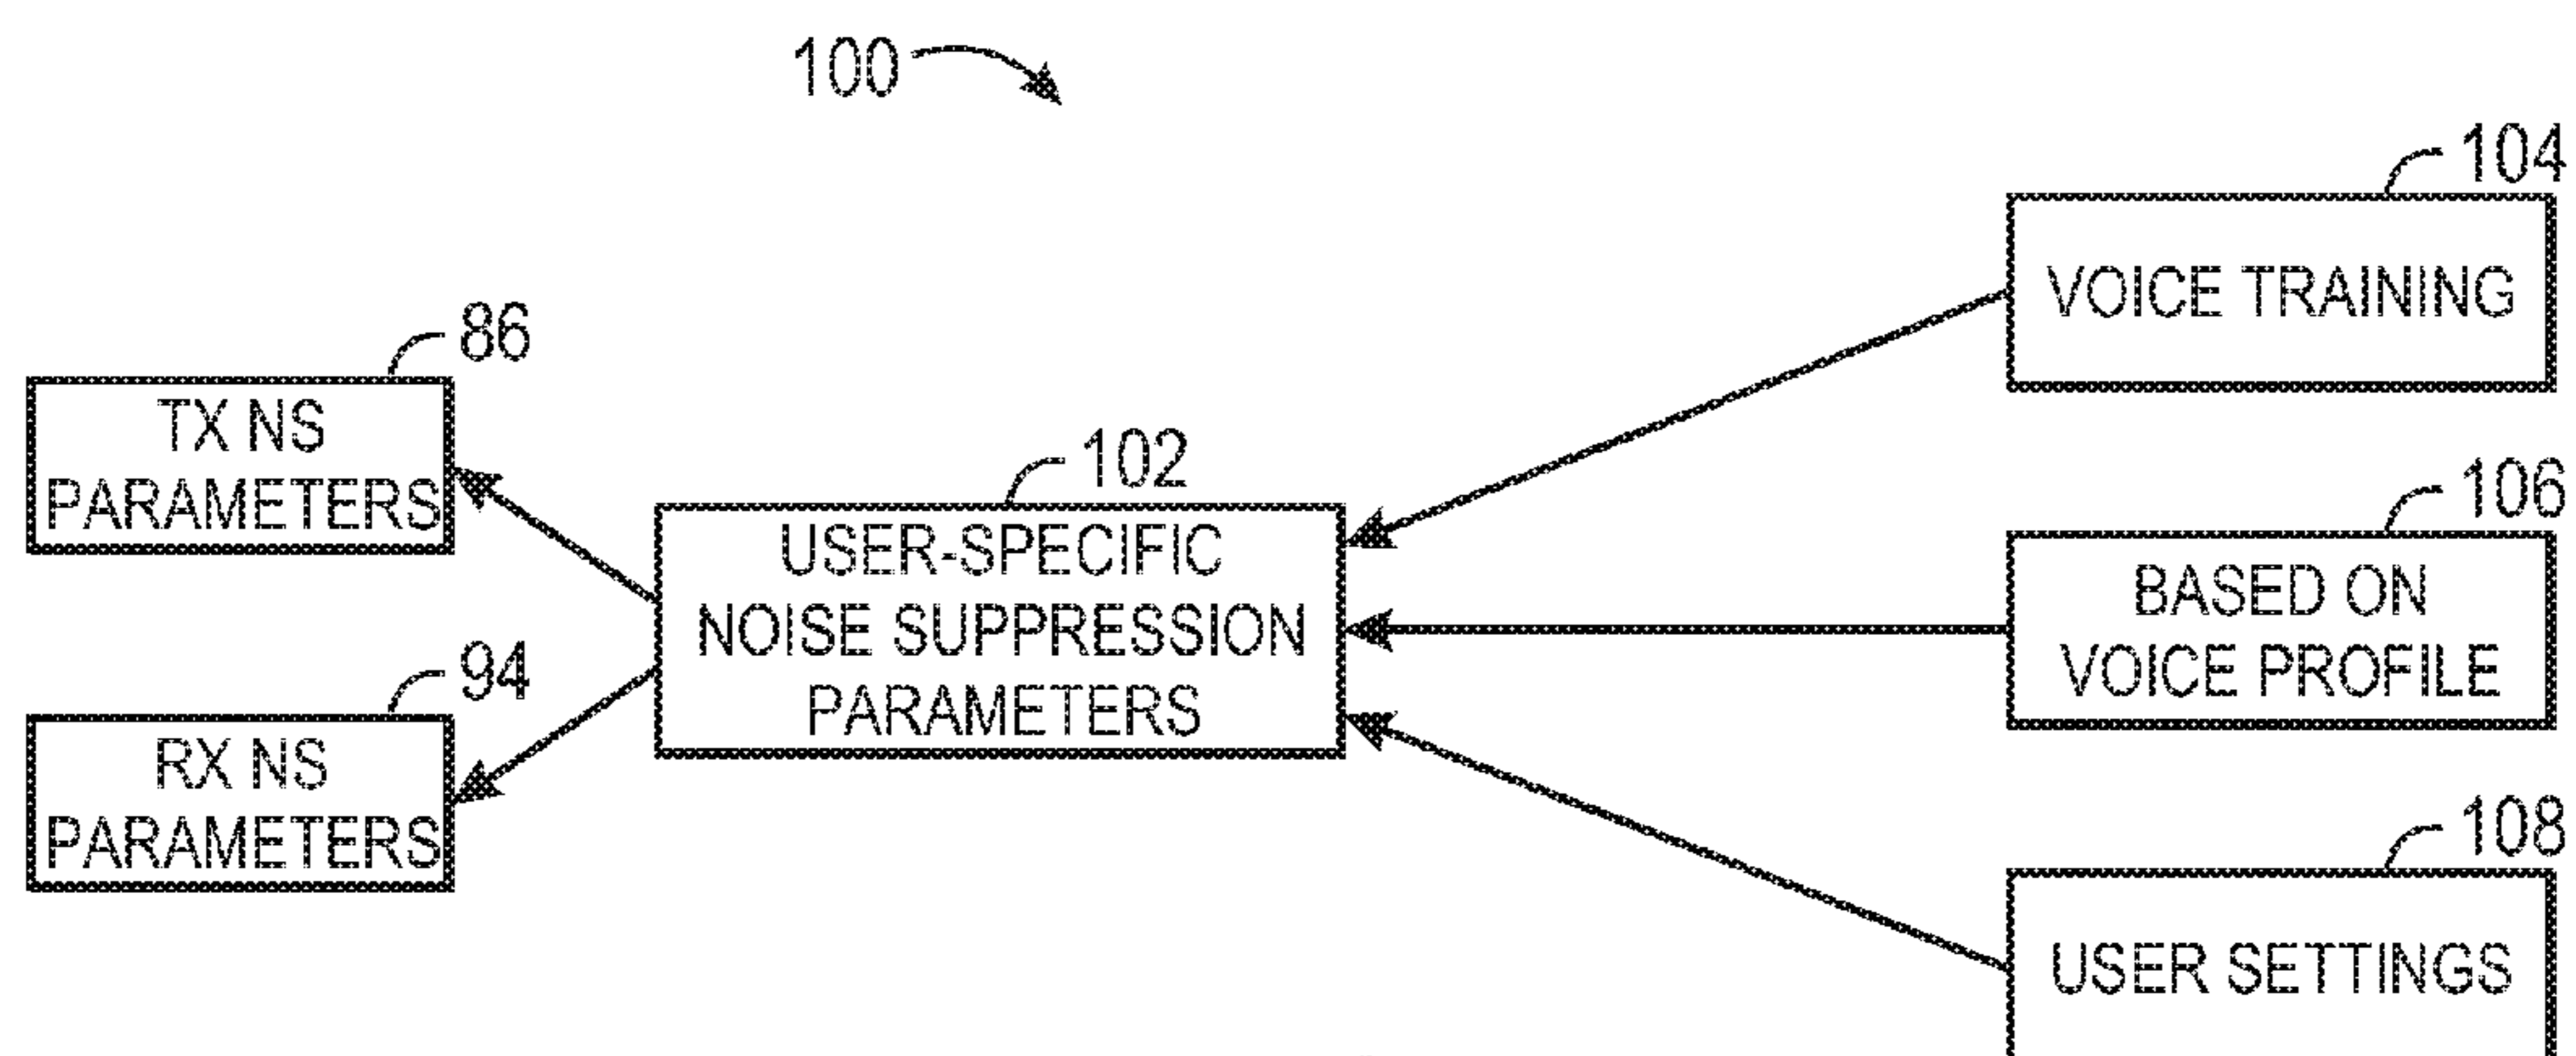 100
104
VOICE TRAINING
86
TX NS
PARAMETERS
102
USER-SPECIFIC
NOISE SUPPRESSION
PARAMETERS
106
BASED ON
VOICE PROFILE
94
RX NS
PARAMETERS
108
USER SETTINGS